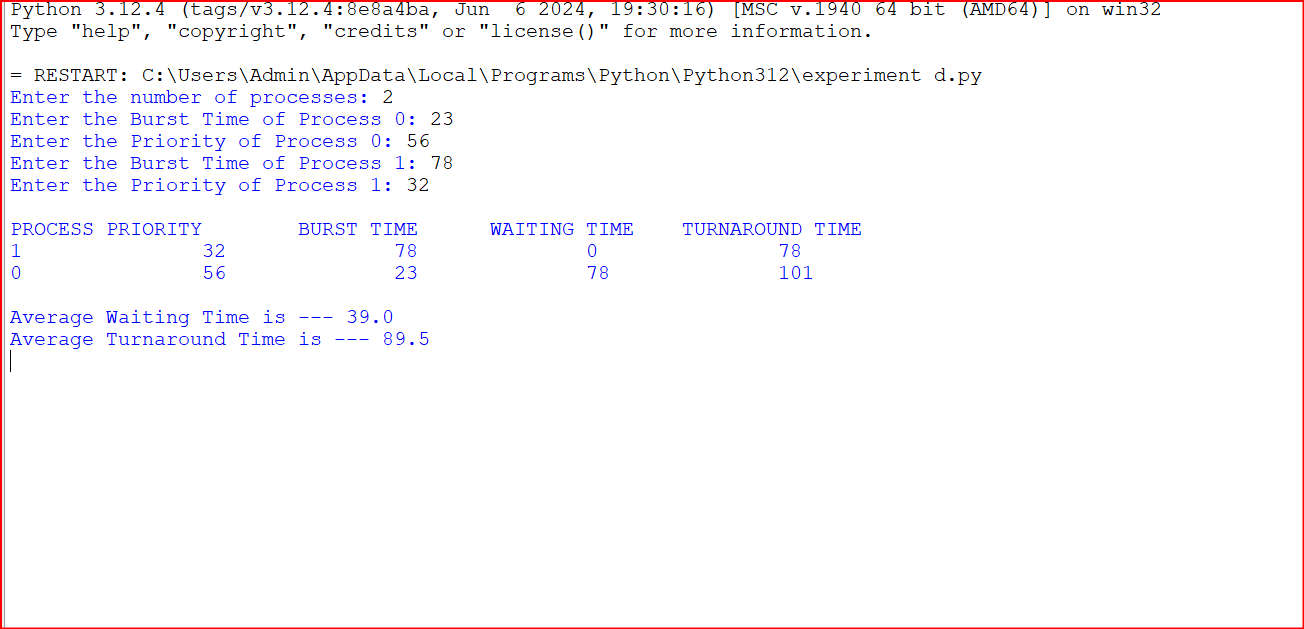 Python 3.12.4 (tags/v3.12.4:8e8a4ba, Jun  6 2024, 19:30:16) [MSC v.1940 64 bit (AMD64)] on win32
Type "help", "copyright", "credits" or "license()" for more information.
= RESTART: C:\Users\Admin\AppData\Local\Programs\Python\Python312\experiment d.py
Enter the number of processes: 2
Enter the Burst Time of Process 0: 23
Enter the Priority of Process 0: 56
Enter the Burst Time of Process 1: 78
Enter the Priority of Process 1: 32
PROCESS PRIORITY        BURST TIME      WAITING TIME    TURNAROUND TIME
1               32              78              0               78
0               56              23              78              101
Average Waiting Time is --- 39.0
Average Turnaround Time is --- 89.5